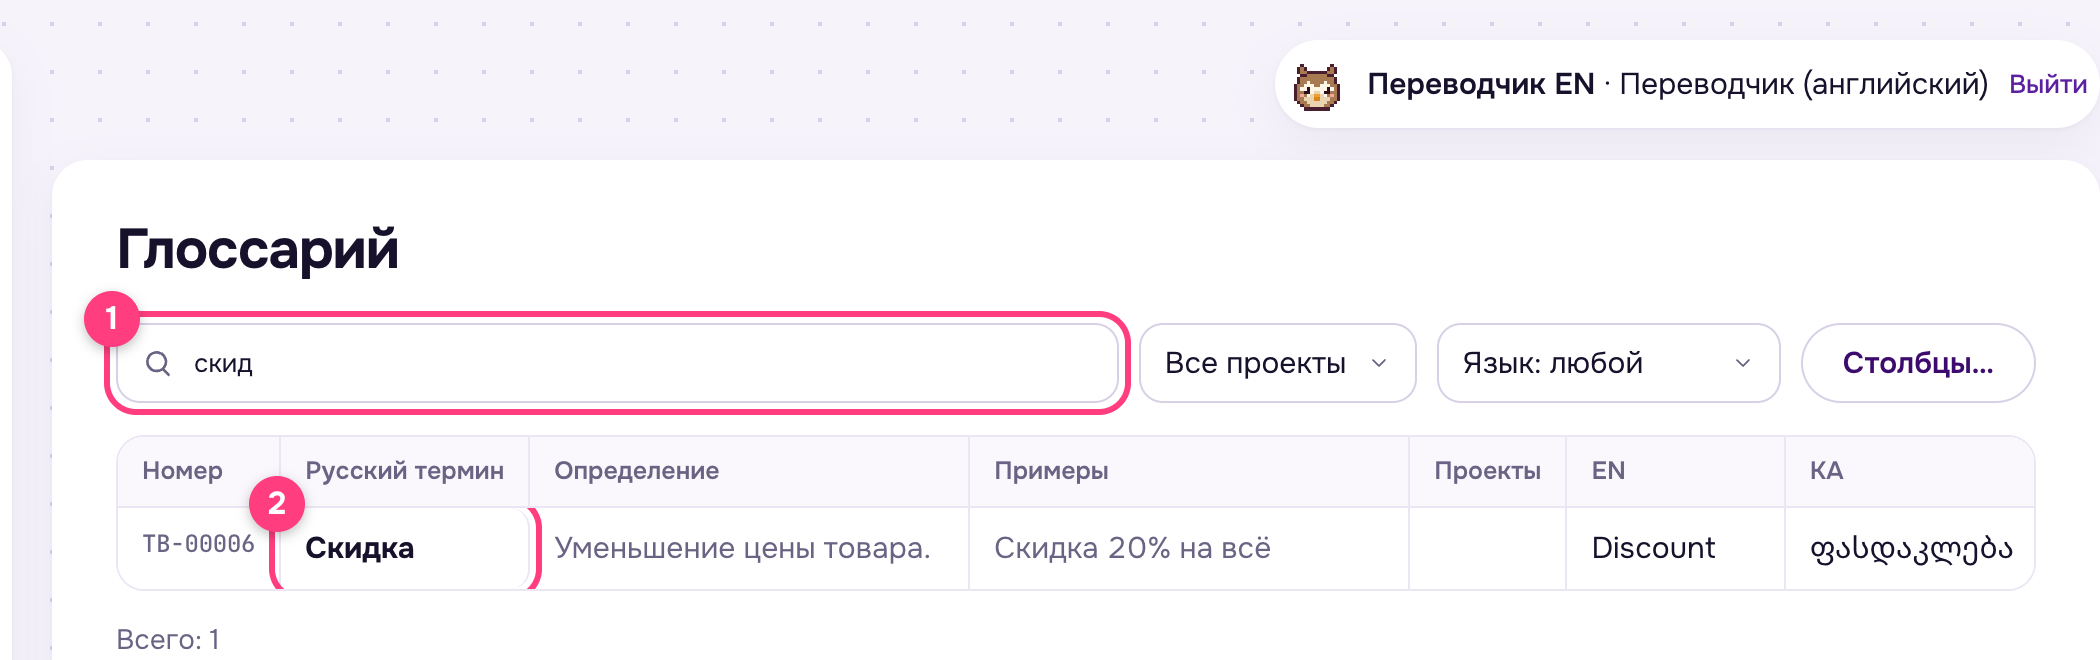 Переводчик EN · Переводчик (английский) Выйти
Глоссарий
1
скид
Все проекты
Язык: любой
Столбцы...
Номер Русский термин Определение Примеры Проекты EN KA
2
TB-00006 Скидка Уменьшение цены товара. Скидка 20% на всё Discount ფასდაკლება
Всего: 1